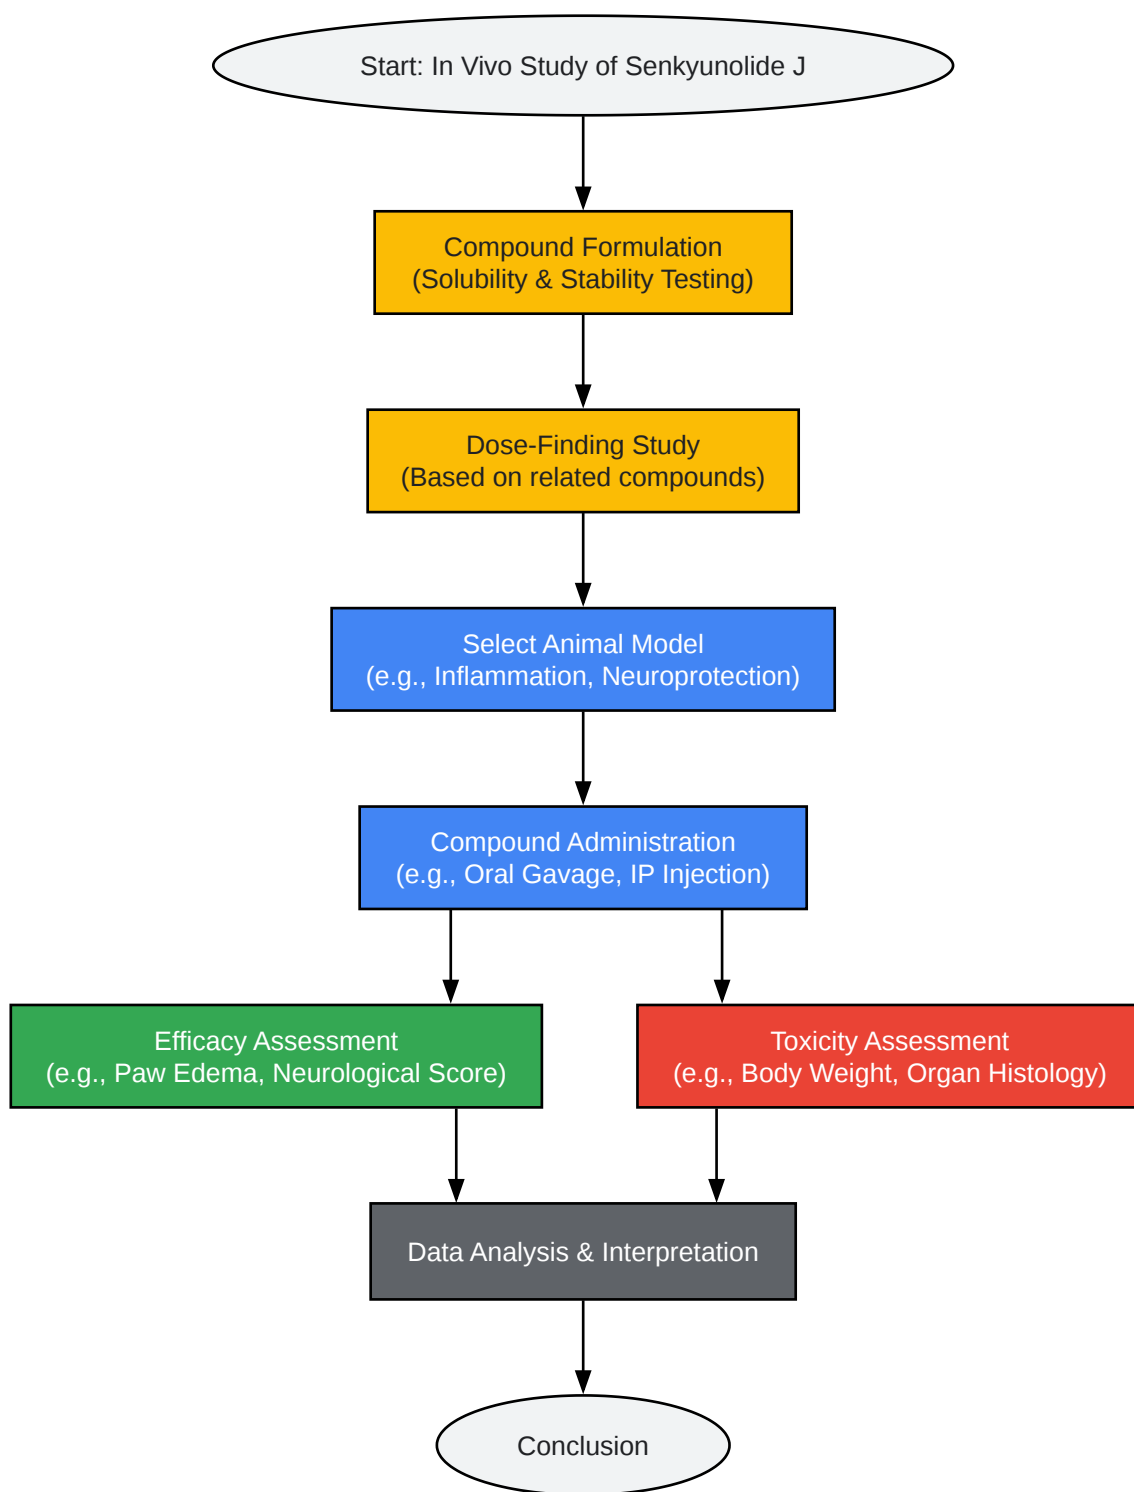 Start: In Vivo Study of Senkyunolide J
Compound Formulation
(Solubility & Stability Testing)
Dose-Finding Study
(Based on related compounds)
Select Animal Model
(e.g., Inflammation, Neuroprotection)
Compound Administration
(e.g., Oral Gavage, IP Injection)
Efficacy Assessment
(e.g., Paw Edema, Neurological Score)
Toxicity Assessment
(e.g., Body Weight, Organ Histology)
Data Analysis & Interpretation
Conclusion